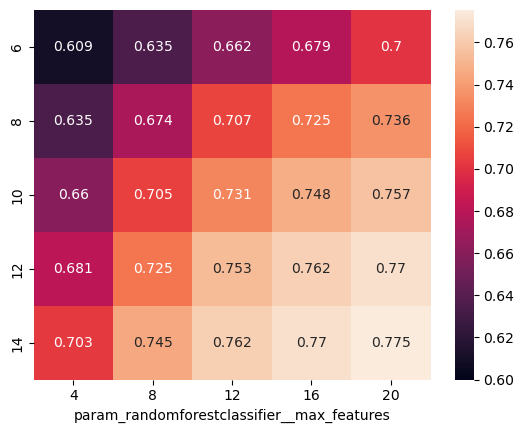 6 0.609 0.635 0.662 0.679 0.7
8 0.635 0.674 0.707 0.725 0.736
10 0.66 0.705 0.731 0.748 0.757
12 0.681 0.725 0.753 0.762 0.77
14 0.703 0.745 0.762 0.77 0.775
4 8 12 16 20
param_randomforestclassifier__max_features
0.76
0.74
0.72
0.70
0.68
0.66
0.64
0.62
0.60